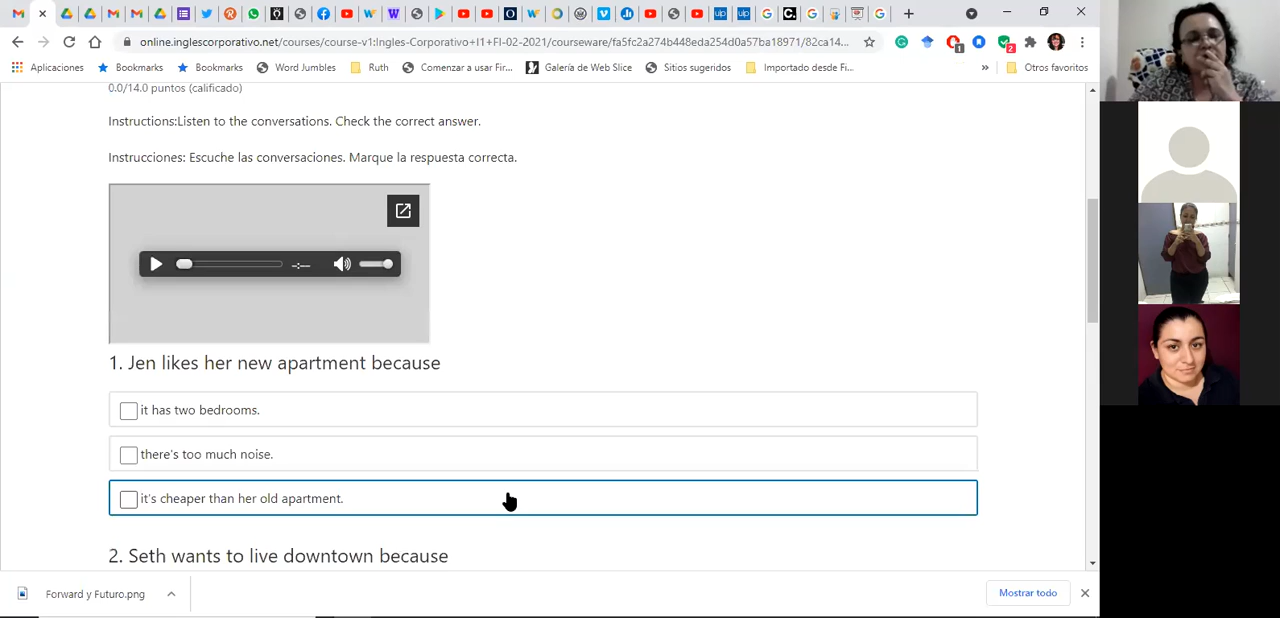 online.inglescorporativo.net/courses/course-v1:Ingles-Corporativo+I1+FI-02-2021/courseware/fa5fc2a274b448eda254d0a57ba18971/82ca14...
Aplicaciones Bookmarks Bookmarks Word Jumbles Ruth Comenzar a usar Fir... Galería de Web Slice Sitios sugeridos Importado desde Fi... » Otros favoritos
0.0/14.0 puntos (calificado)
Instructions:Listen to the conversations. Check the correct answer.
Instrucciones: Escuche las conversaciones. Marque la respuesta correcta.
--:--
1. Jen likes her new apartment because
it has two bedrooms.
there's too much noise.
it's cheaper than her old apartment.
2. Seth wants to live downtown because
Forward y Futuro.png Mostrar todo